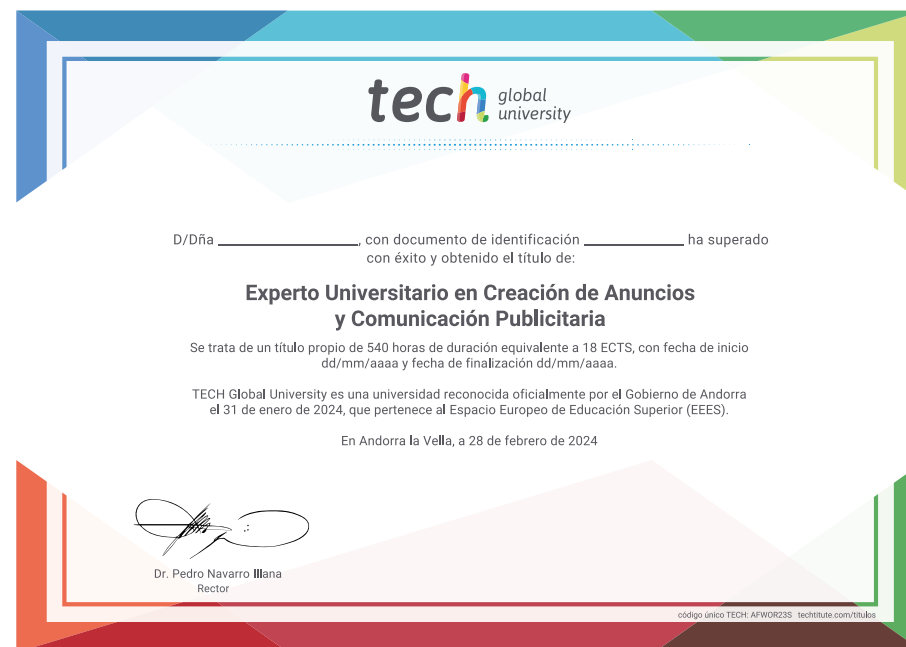 tech global university
D/Dña ______________, con documento de identificación __________ ha superado
con éxito y obtenido el título de:
Experto Universitario en Creación de Anuncios
y Comunicación Publicitaria
Se trata de un título propio de 540 horas de duración equivalente a 18 ECTS, con fecha de inicio
dd/mm/aaaa y fecha de finalización dd/mm/aaaa.
TECH Global University es una universidad reconocida oficialmente por el Gobierno de Andorra
el 31 de enero de 2024, que pertenece al Espacio Europeo de Educación Superior (EEES).
En Andorra la Vella, a 28 de febrero de 2024
Dr. Pedro Navarro Illana
Rector
código único TECH: AFWOR23S techtitute.com/titulos